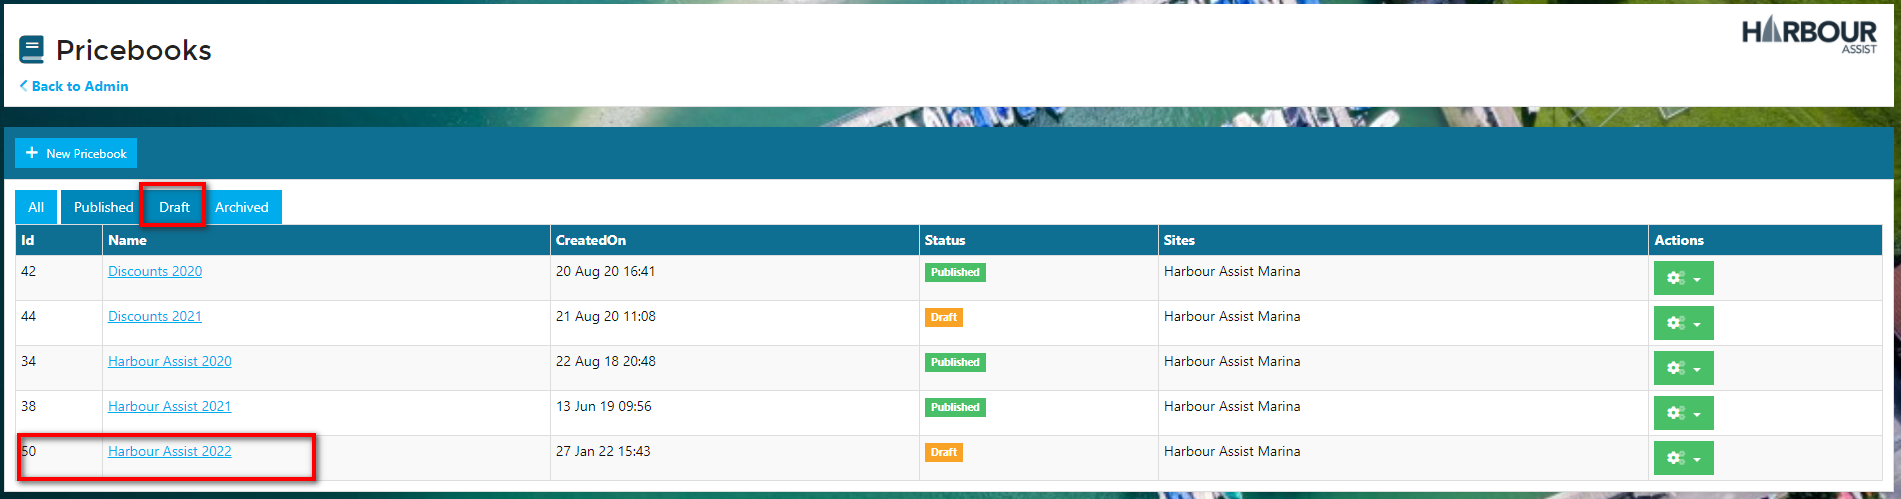 HARBOUR
ASSIST
Pricebooks
Back to Admin
New Pricebook
All Published Draft Archived
Id Name CreatedOn Status Sites Actions
42 Discounts 2020 20 Aug 20 16:41 Published Harbour Assist Marina
44 Discounts 2021 21 Aug 20 11:08 Draft Harbour Assist Marina
34 Harbour Assist 2020 22 Aug 18 20:48 Published Harbour Assist Marina
38 Harbour Assist 2021 13 Jun 19 09:56 Published Harbour Assist Marina
50 Harbour Assist 2022 27 Jan 22 15:43 Draft Harbour Assist Marina